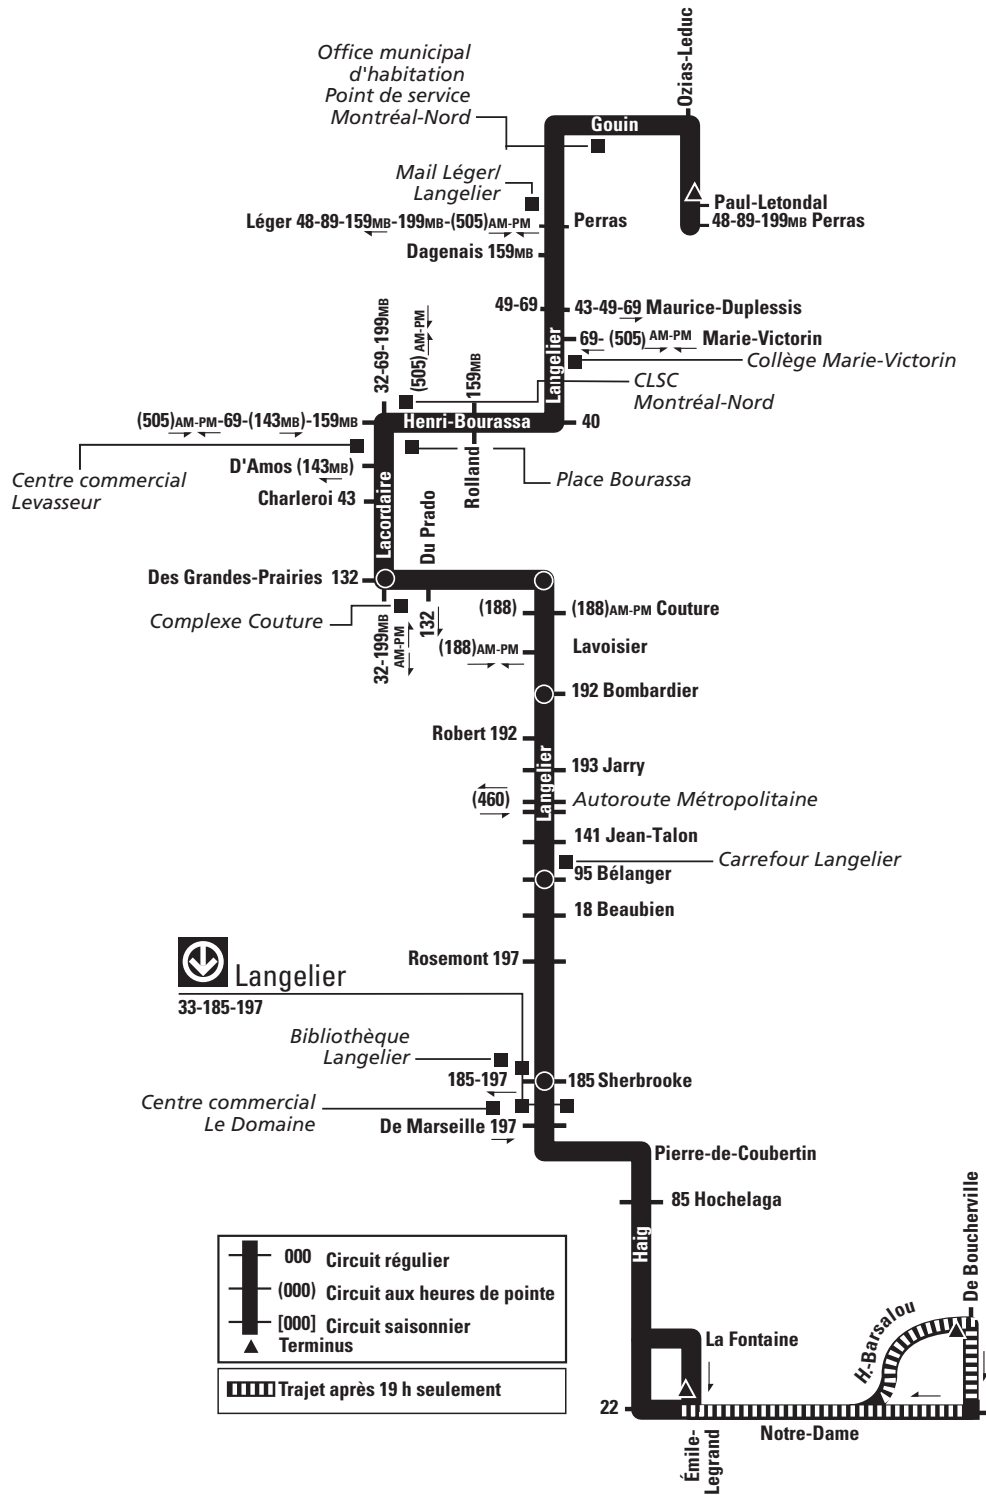 Office municipal
d'habitation
Point de service
Montréal-Nord
Ozias-Leduc
Gouin
Mail Léger/
Langelier
Paul-Letondal
48-89-199MB Perras
Léger 48-89-159MB-199MB-(505)AM-PM
Perras
Dagenais 159MB
49-69
43-49-69 Maurice-Duplessis
69- (505) AM-PM Marie-Victorin
Collège Marie-Victorin
Langelier
32-69-199MB
(505) AM-PM
159MB
CLSC
Montréal-Nord
(505)AM-PM-69-(143MB)-159MB
Henri-Bourassa
40
Centre commercial
Levasseur
D'Amos (143MB)
Charleroi 43
Lacordaire
Rolland
Place Bourassa
Du Prado
Des Grandes-Prairies 132
Complexe Couture
32-199MB
AM-PM
132
(188)
(188)AM-PM Couture
(188)AM-PM
Lavoisier
192 Bombardier
Robert 192
Langelier
193 Jarry
(460)
Autoroute Métropolitaine
141 Jean-Talon
Carrefour Langelier
95 Bélanger
18 Beaubien
Rosemont 197
Langelier
33-185-197
Bibliothèque
Langelier
185-197
185 Sherbrooke
Centre commercial
Le Domaine
De Marseille 197
Pierre-de-Coubertin
85 Hochelaga
Haig
De Boucherville
H.-Barsalou
La Fontaine
22
Notre-Dame
Émile-
Legrand
000 Circuit régulier
(000) Circuit aux heures de pointe
[000] Circuit saisonnier
Terminus
Trajet après 19 h seulement